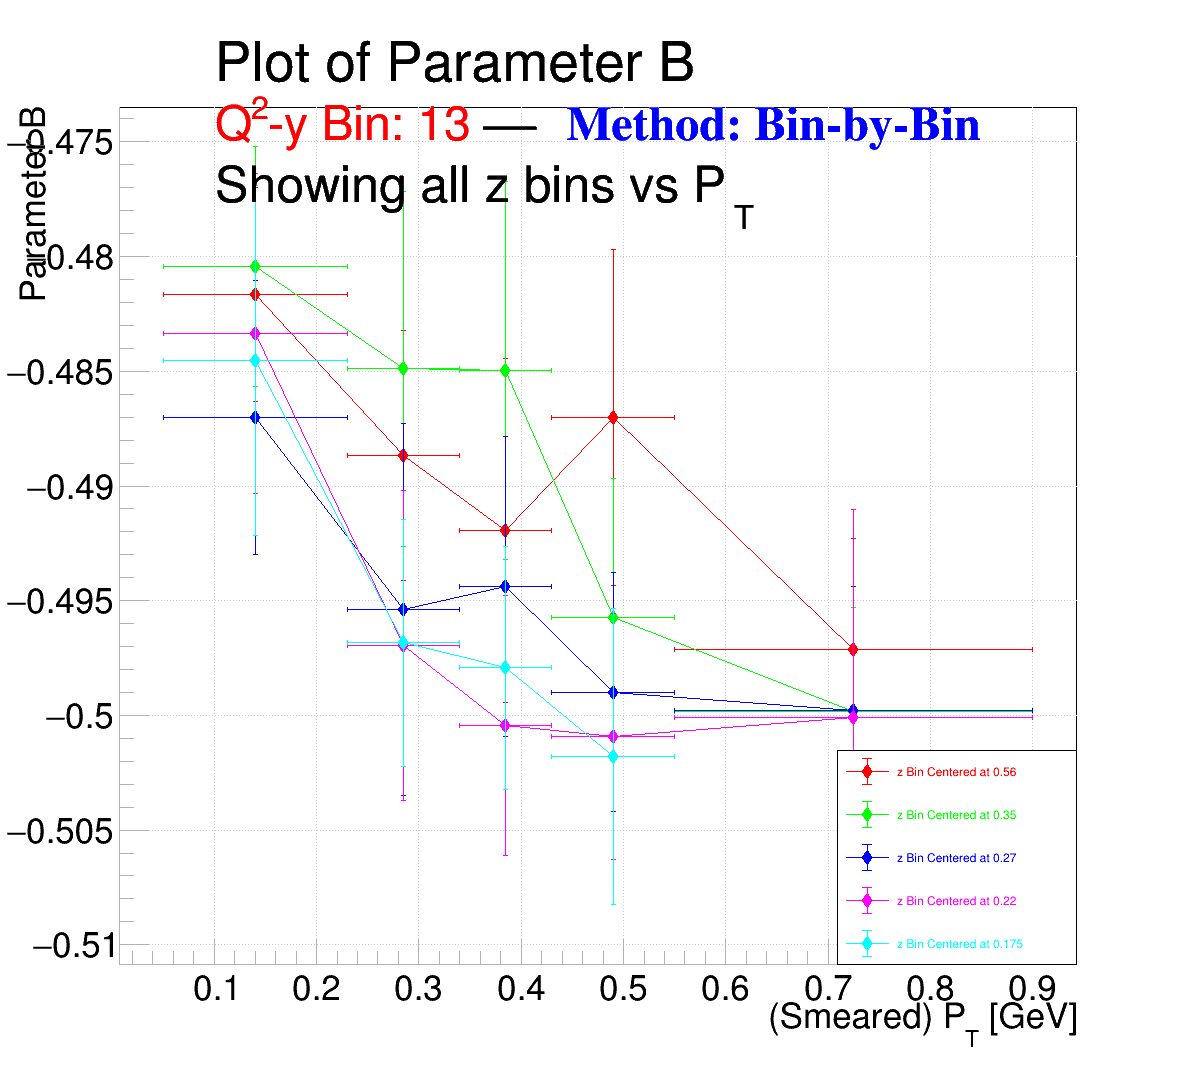 Plot of Parameter B
Q²-y Bin: 13 — Method: Bin-by-Bin
Showing all z bins vs P_T
Parameter B
−0.475
−0.48
−0.485
−0.49
−0.495
−0.5
−0.505
−0.51
z Bin Centered at 0.56
z Bin Centered at 0.35
z Bin Centered at 0.27
z Bin Centered at 0.22
z Bin Centered at 0.175
0.1 0.2 0.3 0.4 0.5 0.6 0.7 0.8 0.9
(Smeared) P_T [GeV]